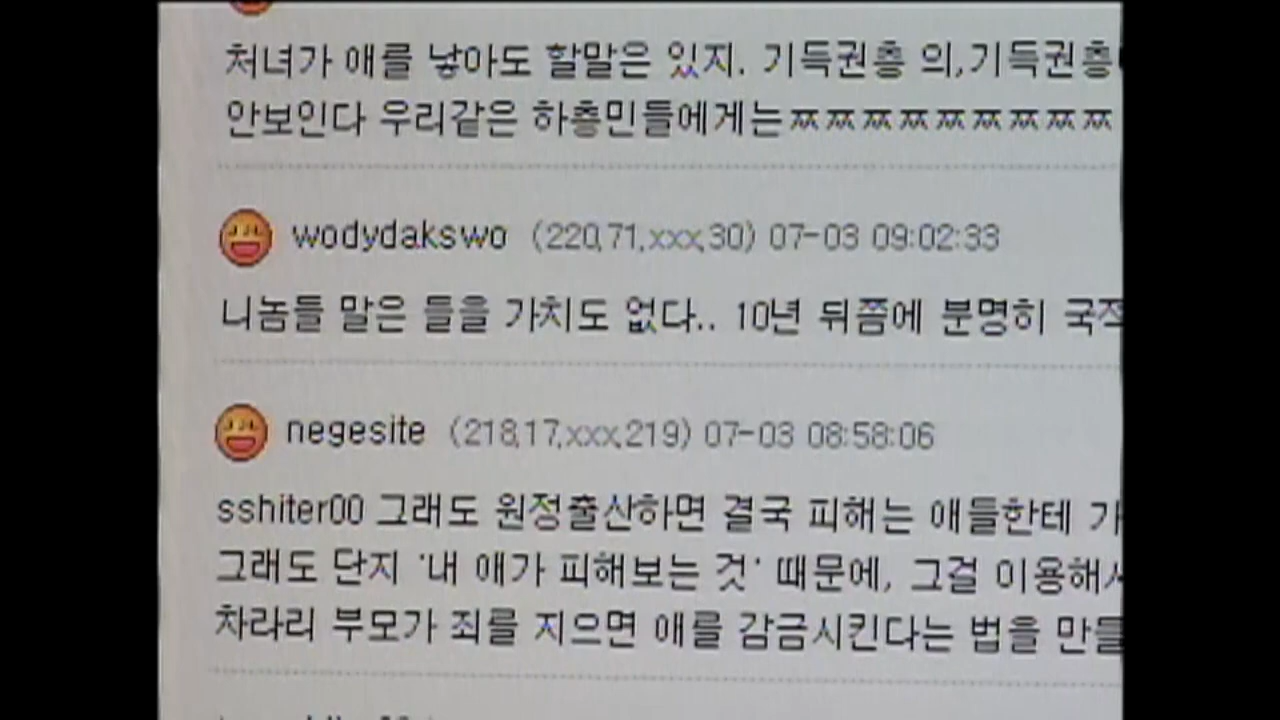 처녀가 애를 낳아도 할말은 있지. 기득권층 의,기득권층
안보인다 우리같은 하층민들에게는ㅉㅉㅉㅉㅉㅉㅉㅉㅉ
wodydakswo (220.71.xxx.30) 07-03 09:02:33
니놈들 말은 들을 가치도 없다.. 10년 뒤쯤에 분명히 국적
negesite (218.17.xxx.219) 07-03 08:58:06
sshiter00 그래도 원정출산하면 결국 피해는 애들한테 가
그래도 단지 '내 애가 피해보는 것' 때문에, 그걸 이용해서
차라리 부모가 죄를 지으면 애를 감금시킨다는 법을 만들